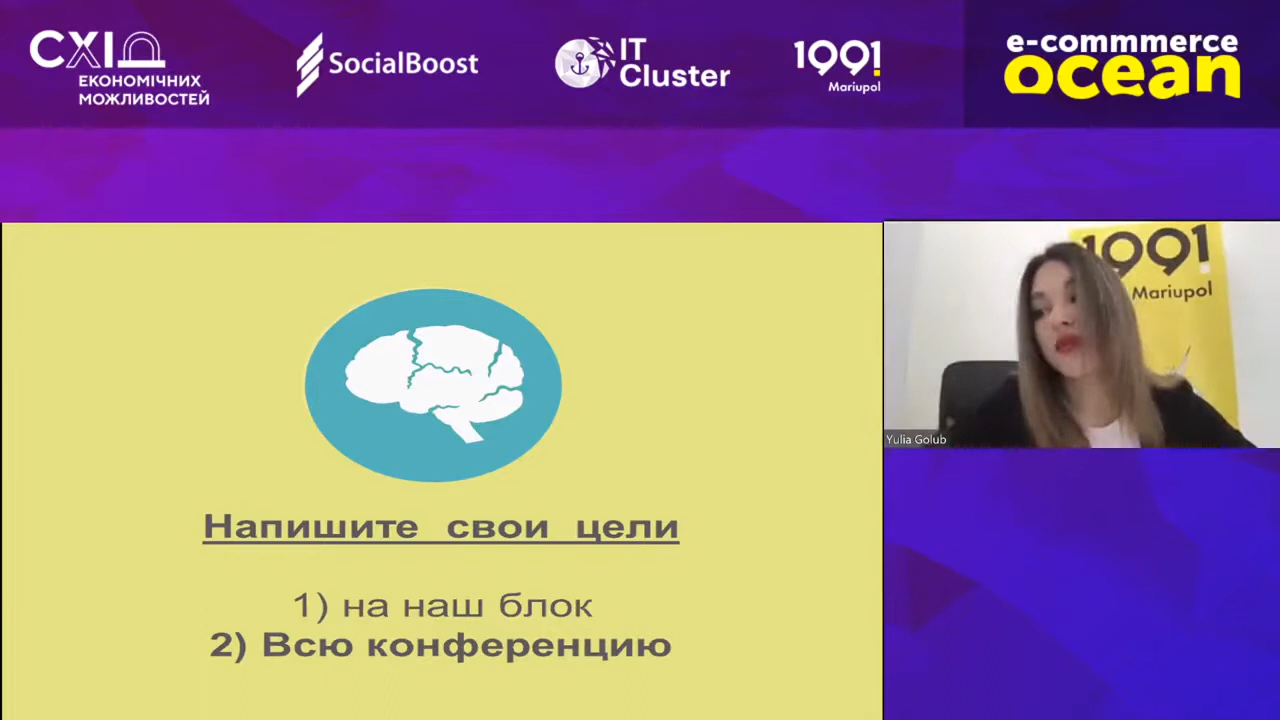 СХІД
ЕКОНОМІЧНИХ
МОЖЛИВОСТЕЙ
SocialBoost
IT
Cluster
1991
Mariupol
e-commmerce
ocean
1991
Mariupol
Yulia Golub
Напишите свои цели
1) на наш блок
2) Всю конференцию